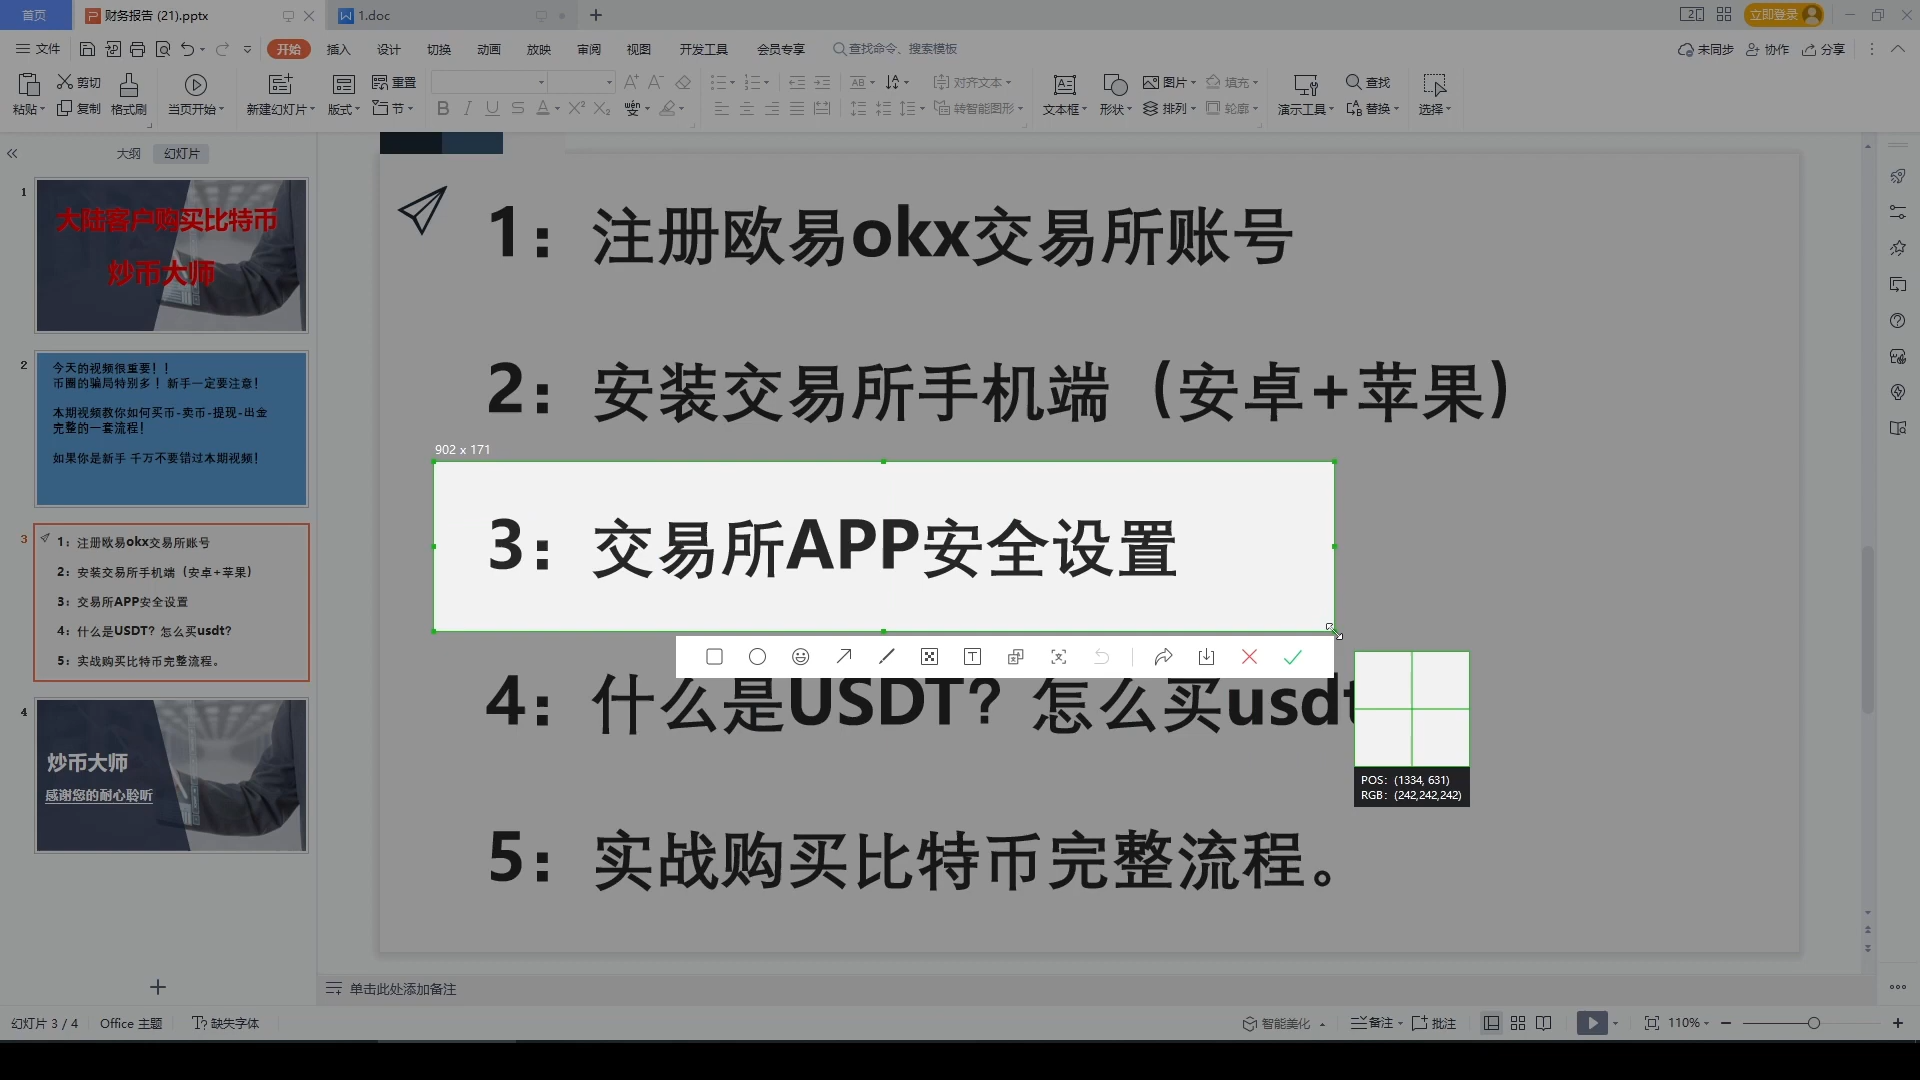 首页
财务报告 (21).pptx
1.doc
立即登录
文件
开始
插入
设计
切换
动画
放映
审阅
视图
开发工具
会员专享
查找命令、搜索模板
未同步
协作
分享
粘贴
剪切
复制
格式刷
当页开始
新建幻灯片
版式
重置
节
对齐文本
转智能图形
文本框
形状
图片
排列
填充
轮廓
演示工具
查找
替换
选择
大纲
幻灯片
1
大陆客户购买比特币
炒币大师
2
今天的视频很重要！！
币圈的骗局特别多！新手一定要注意！
本期视频教你如何买币-卖币-提现-出金
完整的一套流程！
如果你是新手 千万不要错过本期视频！
3
1：注册欧易okx交易所账号
2：安装交易所手机端（安卓+苹果）
3：交易所APP安全设置
4：什么是USDT？怎么买usdt?
5：实战购买比特币完整流程。
4
炒币大师
感谢您的耐心聆听
1：注册欧易okx交易所账号
2：安装交易所手机端（安卓+苹果）
902 x 171
3：交易所APP安全设置
4：什么是USDT？怎么买usdt
POS: (1334, 631)
RGB: (242,242,242)
5：实战购买比特币完整流程。
单击此处添加备注
幻灯片 3 / 4
Office 主题
缺失字体
智能美化
备注
批注
110%